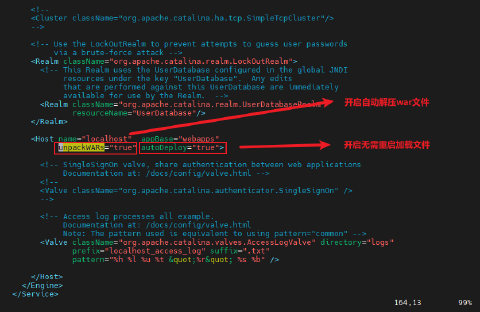 <!--
<Cluster className="org.apache.catalina.ha.tcp.SimpleTcpCluster"/>
-->
<!-- Use the LockOutRealm to prevent attempts to guess user passwords
via a brute-force attack -->
<Realm className="org.apache.catalina.realm.LockOutRealm">
<!-- This Realm uses the UserDatabase configured in the global JNDI
resources under the key "UserDatabase". Any edits
that are performed against this UserDatabase are immediately
available for use by the Realm. -->
<Realm className="org.apache.catalina.realm.UserDatabaseRealm"
resourceName="UserDatabase"/>
</Realm>
开启自动解压war文件
<Host name="localhost" appBase="webapps"
unpackWARs="true" autoDeploy="true">
开启无需重启加载文件
<!-- SingleSignOn valve, share authentication between web applications
Documentation at: /docs/config/valve.html -->
<!--
<Valve className="org.apache.catalina.authenticator.SingleSignOn" />
-->
<!-- Access log processes all example.
Documentation at: /docs/config/valve.html
Note: The pattern used is equivalent to using pattern="common" -->
<Valve className="org.apache.catalina.valves.AccessLogValve" directory="logs"
prefix="localhost_access_log" suffix=".txt"
pattern="%h %l %u %t &quot;%r&quot; %s %b" />
</Host>
</Engine>
</Service>
164,13 99%